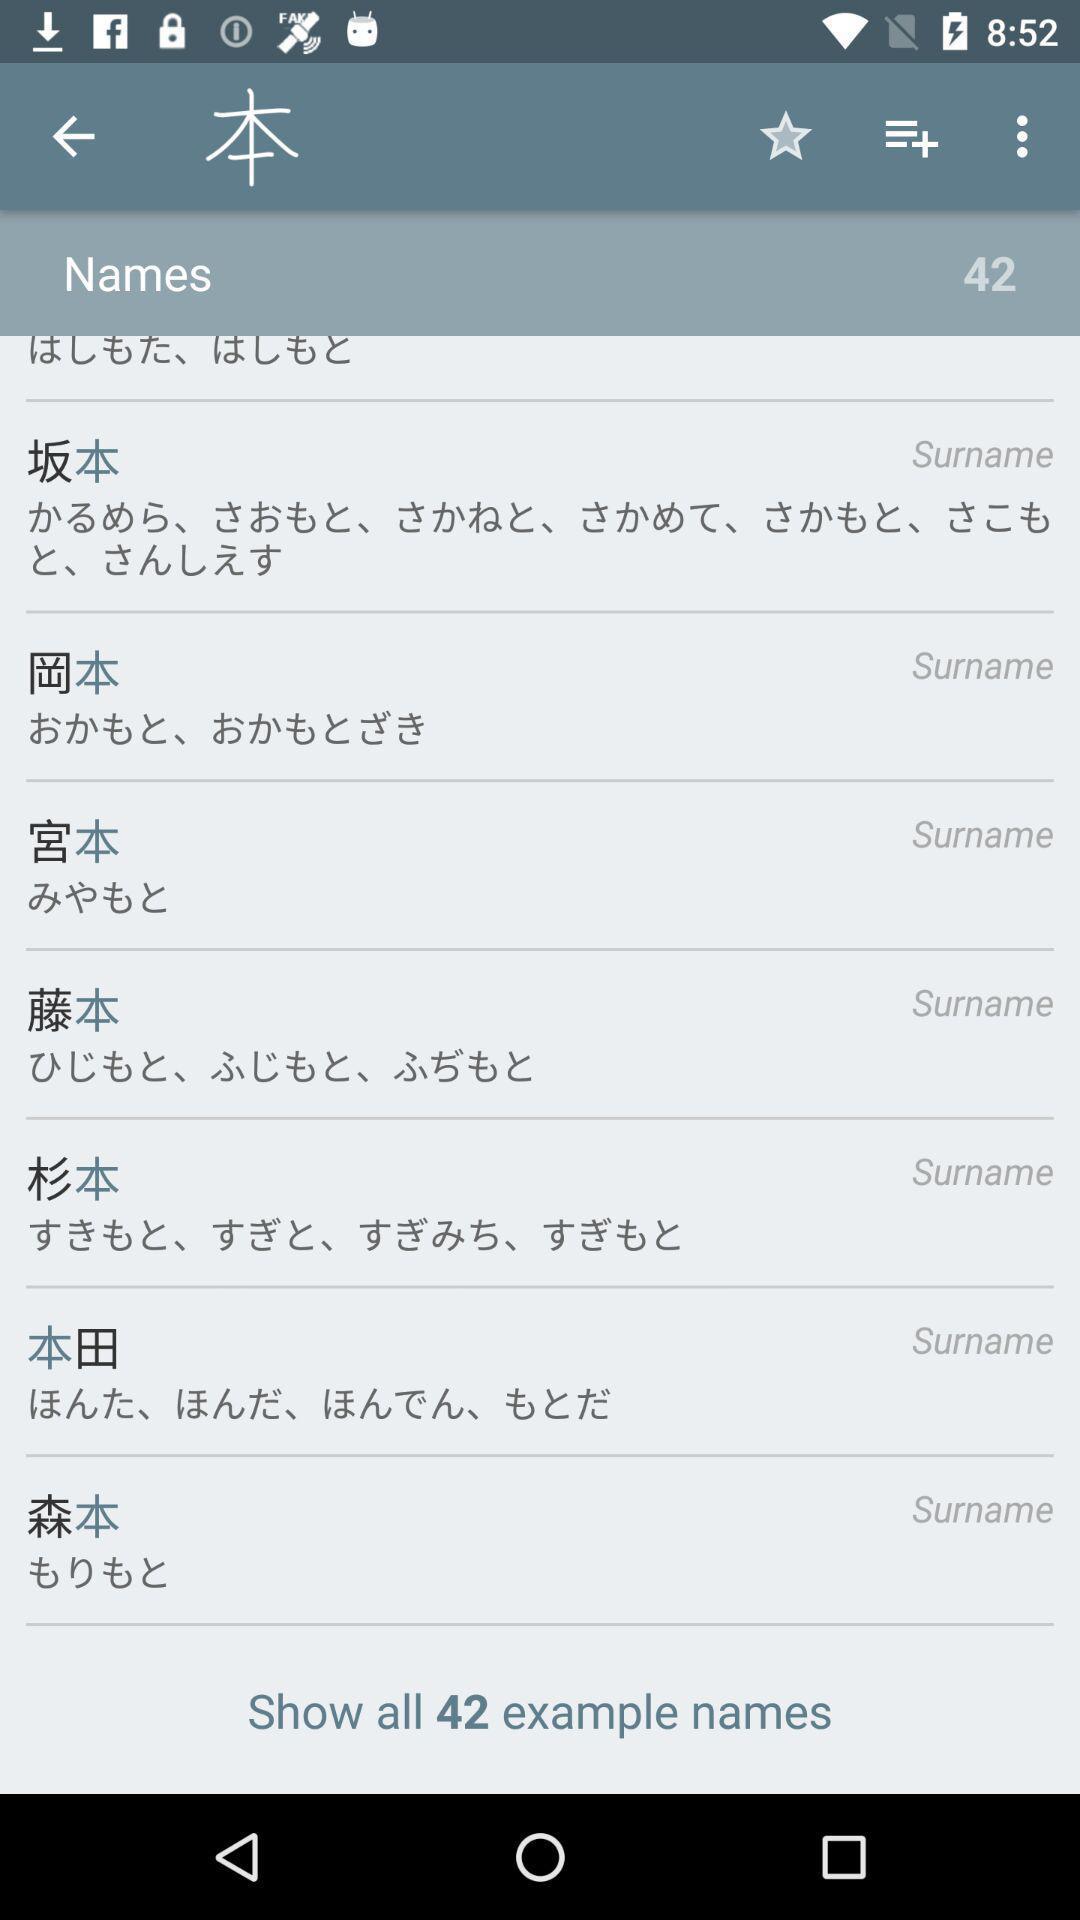 FAKE
8:52
本
Names 42
はしもた、はしもと
坂本 Surname
かるめら、さおもと、さかねと、さかめて、さかもと、さこも
と、さんしえす
岡本 Surname
おかもと、おかもとざき
宮本 Surname
みやもと
藤本 Surname
ひじもと、ふじもと、ふぢもと
杉本 Surname
すきもと、すぎと、すぎみち、すぎもと
本田 Surname
ほんた、ほんだ、ほんでん、もとだ
森本 Surname
もりもと
Show all 42 example names